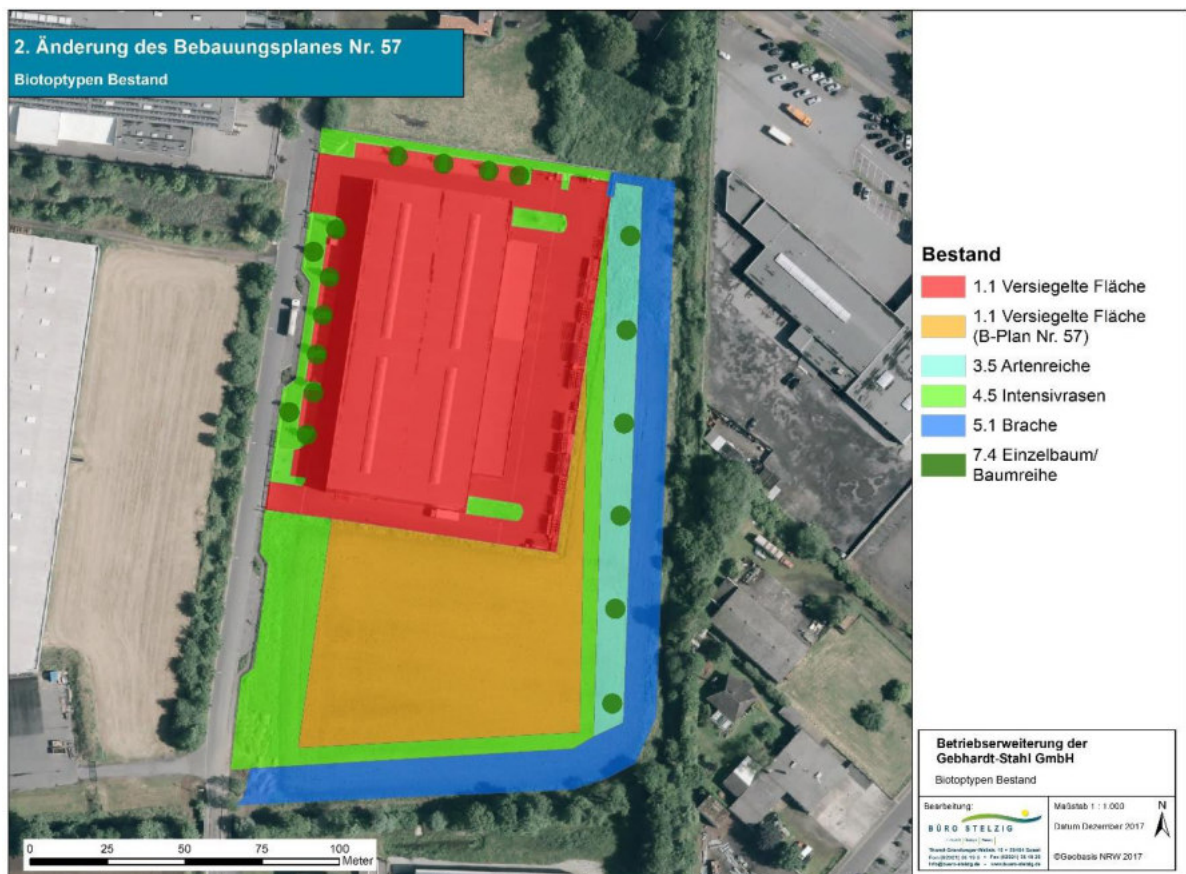 2. Änderung des Bebauungsplanes Nr. 57
Biotoptypen Bestand
Bestand
1.1 Versiegelte Fläche
1.1 Versiegelte Fläche
(B-Plan Nr. 57)
3.5 Artenreiche
4.5 Intensivrasen
5.1 Brache
7.4 Einzelbaum/
Baumreihe
0 25 50 75 100
Meter
Betriebserweiterung der
Gebhardt-Stahl GmbH
Biotoptypen Bestand
Bearbeitung:
BÜRO STELZIG
Maßstab 1 : 1.000
Datum Dezember 2017
©Geobasis NRW 2017
N